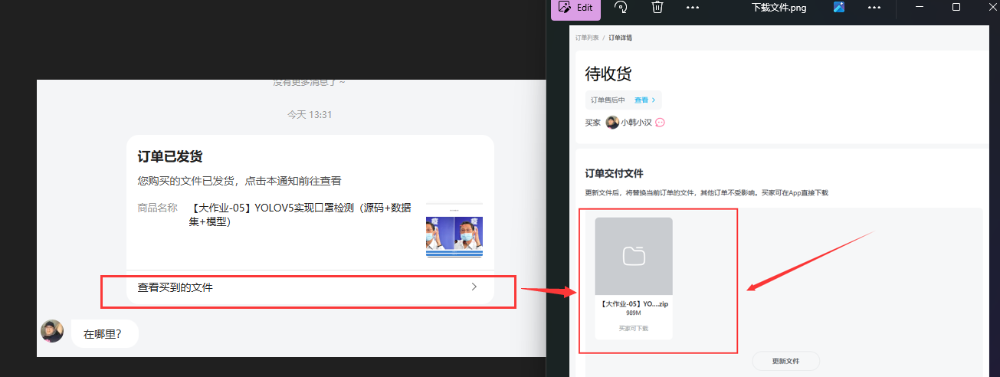 没有更多消息了~
今天 13:31
订单已发货
您购买的文件已发货，点击本通知前往查看
商品名称
【大作业-05】YOLOV5实现口罩检测（源码+数据
集+模型）
查看买到的文件
在哪里?
Edit
下载文件.png
订单列表 / 订单详情
待收货
订单售后中 查看
买家 小韩小汉
订单交付文件
更新文件后，将替换当前订单的文件，其他订单不受影响。买家可在App直接下载
【大作业-05】YO....zip
989M
买家可下载
更新文件